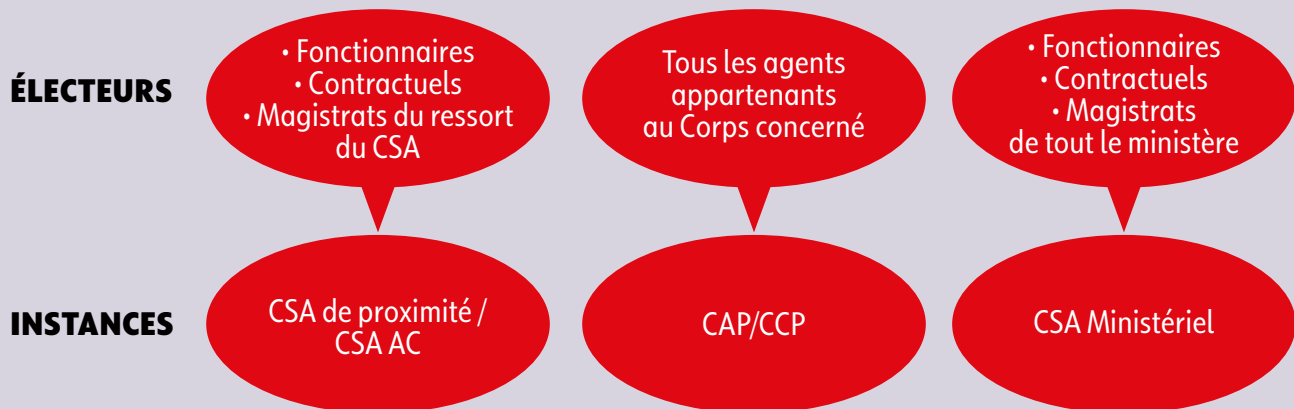 ÉLECTEURS
• Fonctionnaires
• Contractuels
• Magistrats du ressort
du CSA
Tous les agents
appartenants
au Corps concerné
• Fonctionnaires
• Contractuels
• Magistrats
de tout le ministère
INSTANCES
CSA de proximité /
CSA AC
CAP/CCP
CSA Ministériel